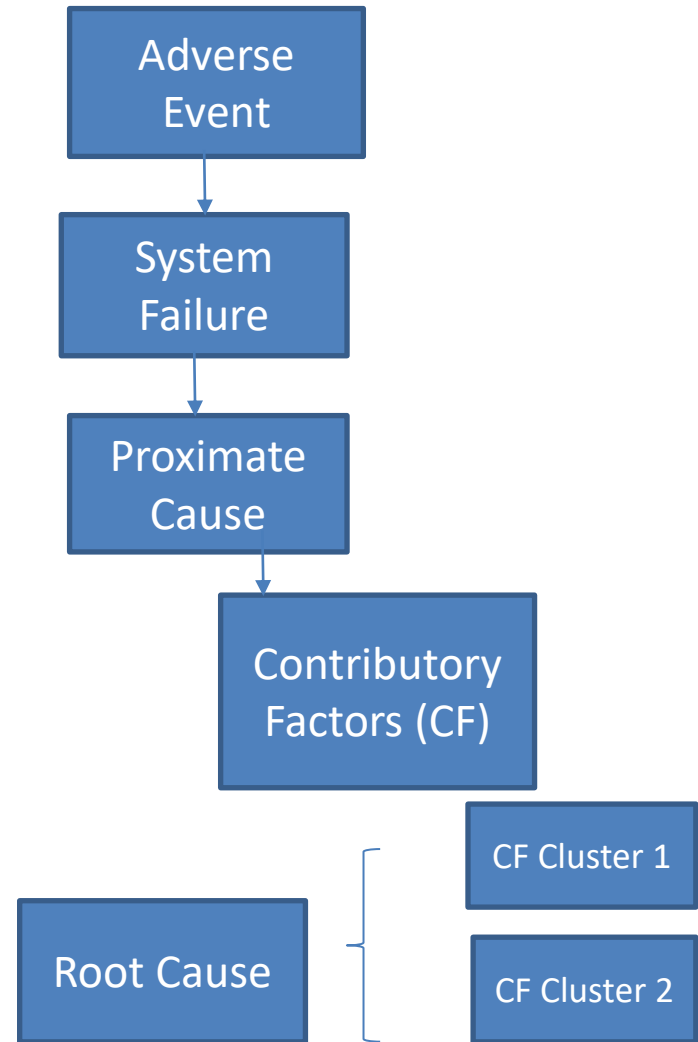 Adverse
Event
System
Failure
Proximate
Cause
Contributory
Factors (CF)
CF Cluster 1
Root Cause
CF Cluster 2